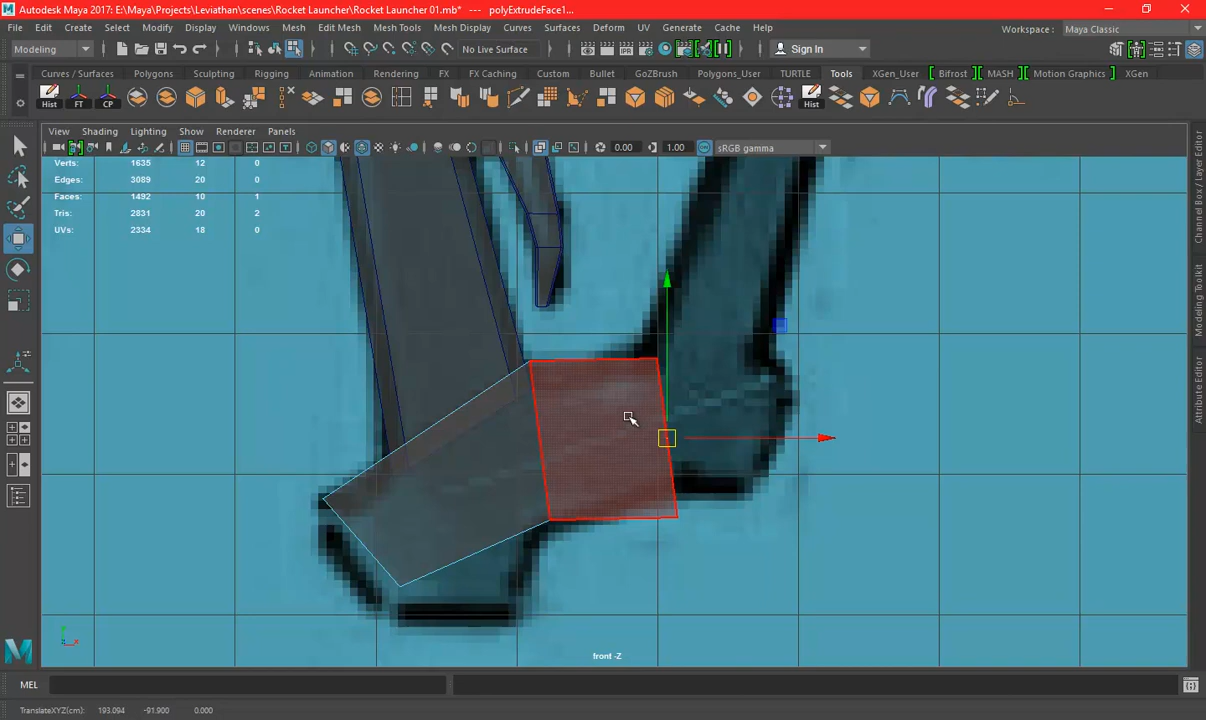 Autodesk Maya 2017: E:\Maya\Projects\Leviathan\scenes\Rocket Launcher\Rocket Launcher 01.mb* --- polyExtrudeFace1...
File Edit Create Select Modify Display Windows Mesh Edit Mesh Mesh Tools Mesh Display Curves Surfaces Deform UV Generate Cache Help Workspace: Maya Classic
Modeling No Live Surface Sign In
Curves / Surfaces Polygons Sculpting Rigging Animation Rendering FX FX Caching Custom Bullet GoZBrush Polygons_User TURTLE Tools XGen_User Bifrost MASH Motion Graphics XGen
Hist FT CP Hist
View Shading Lighting Show Renderer Panels
0.00 1.00 sRGB gamma
Verts: 1635 12 0
Edges: 3089 20 0
Faces: 1492 10 1
Tris: 2831 20 2
UVs: 2334 18 0
Channel Box / Layer Editor
Modeling Toolkit
Attribute Editor
front -Z
MEL
TranslateXYZ(cm): 193.094 -91.900 0.000